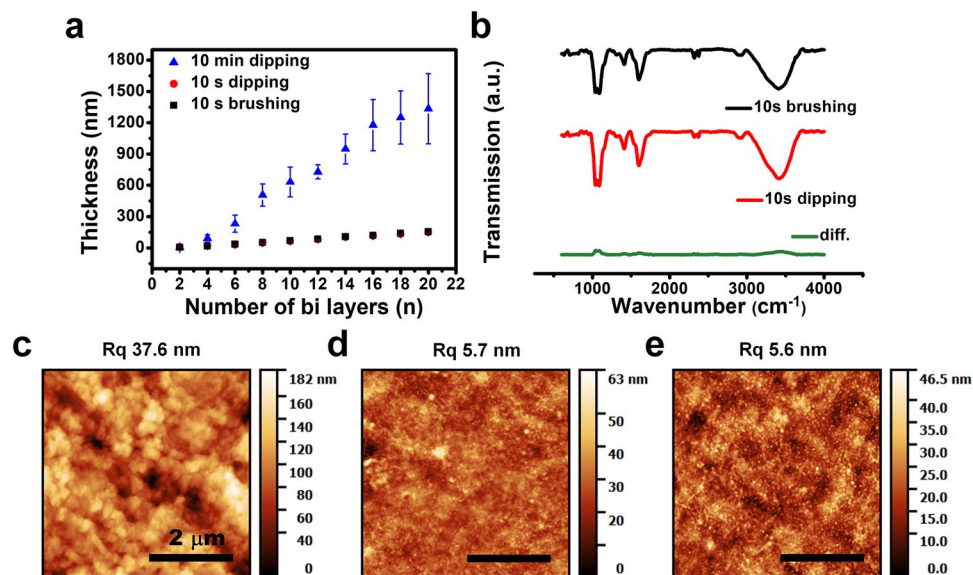 a
1800
1500
1200
900
600
300
0
Thickness (nm)
10 min dipping
10 s dipping
10 s brushing
0 2 4 6 8 10 12 14 16 18 20 22
Number of bi layers (n)
b
Transmission (a.u.)
10s brushing
10s dipping
diff.
1000 2000 3000 4000
Wavenumber (cm⁻¹)
c
Rq 37.6 nm
2 μm
182 nm
160
140
120
100
80
60
40
20
0
d
Rq 5.7 nm
63 nm
50
40
30
20
10
0
e
Rq 5.6 nm
46.5 nm
40.0
35.0
30.0
25.0
20.0
15.0
10.0
5.0
0.0